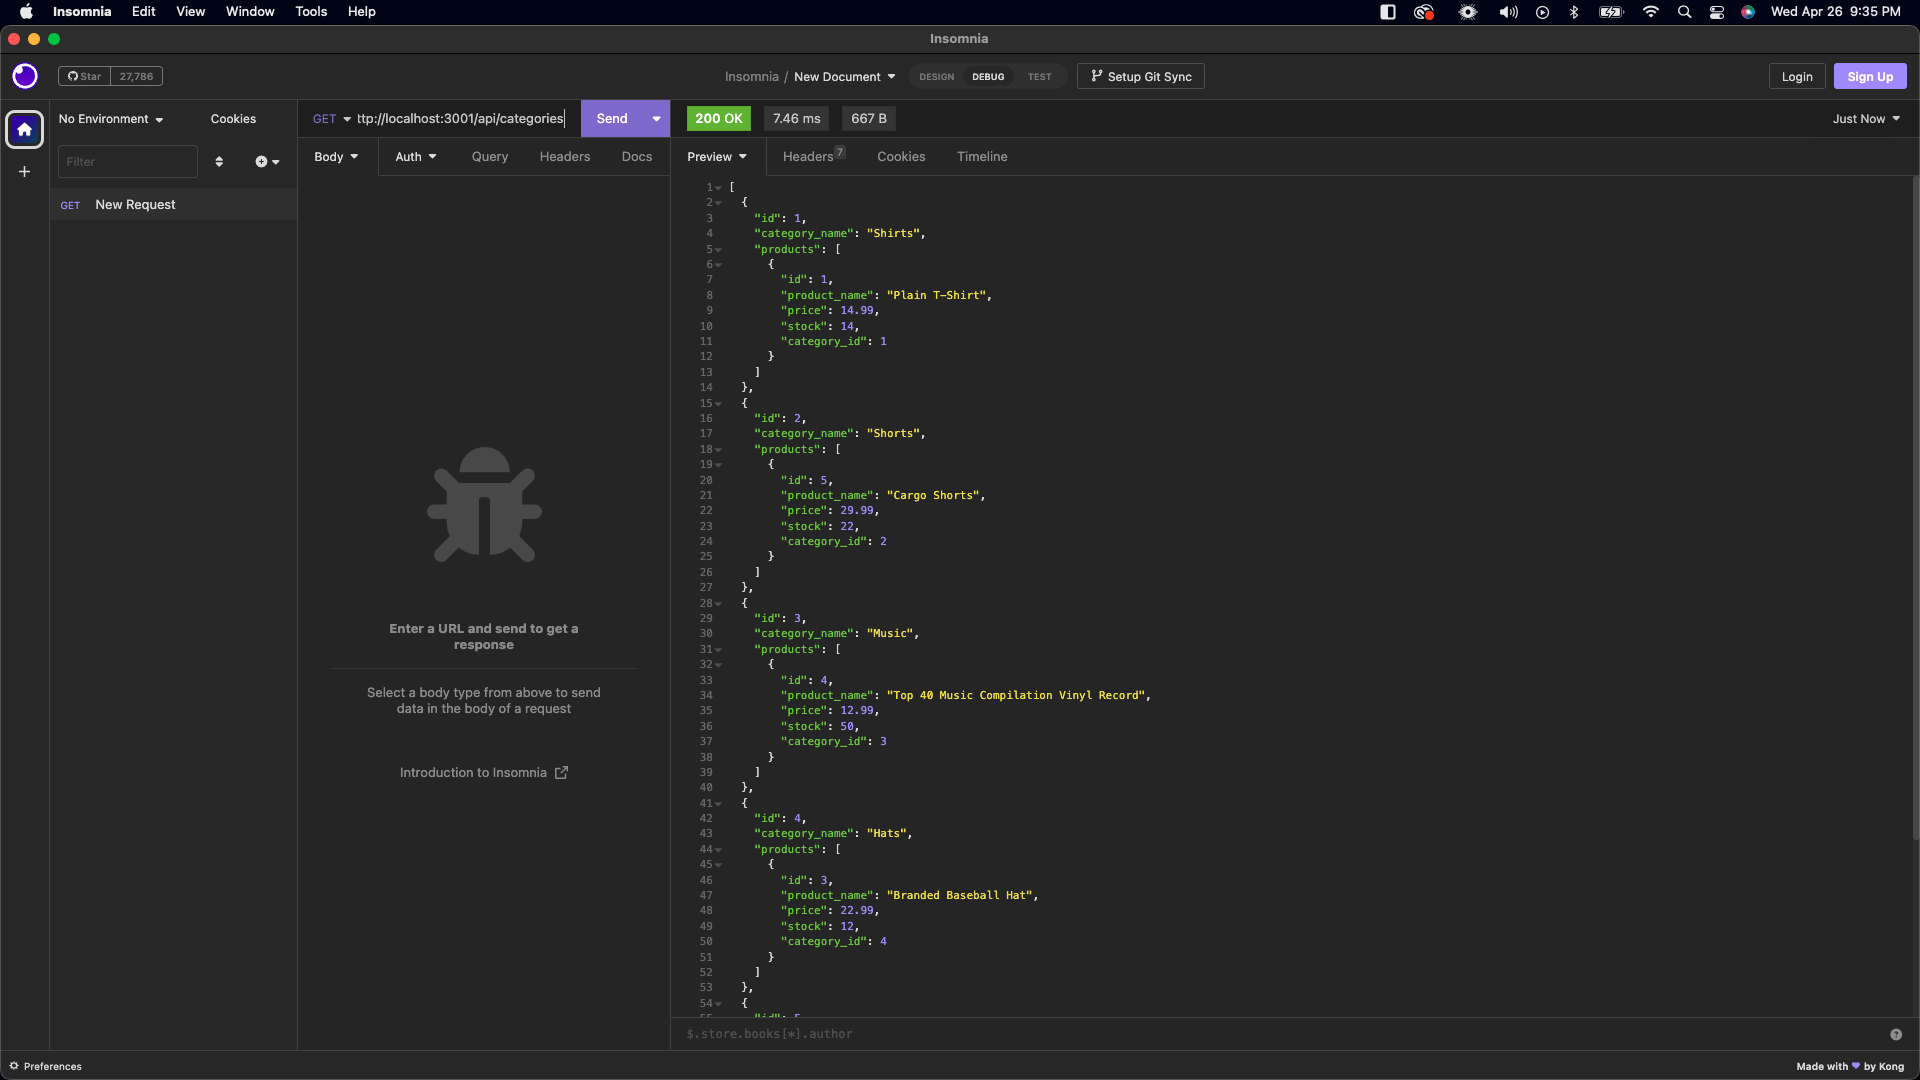 Insomnia Edit View Window Tools Help Wed Apr 26 9:35 PM
Insomnia
Star 27,786 Insomnia / New Document DESIGN DEBUG TEST Setup Git Sync Login Sign Up
No Environment Cookies GET ttp://localhost:3001/api/categories Send 200 OK 7.46 ms 667 B Just Now
Filter Body Auth Query Headers Docs Preview Headers 7 Cookies Timeline
GET New Request
Enter a URL and send to get a
response
Select a body type from above to send
data in the body of a request
Introduction to Insomnia
1 [
2 {
3 "id": 1,
4 "category_name": "Shirts",
5 "products": [
6 {
7 "id": 1,
8 "product_name": "Plain T-Shirt",
9 "price": 14.99,
10 "stock": 14,
11 "category_id": 1
12 }
13 ]
14 },
15 {
16 "id": 2,
17 "category_name": "Shorts",
18 "products": [
19 {
20 "id": 5,
21 "product_name": "Cargo Shorts",
22 "price": 29.99,
23 "stock": 22,
24 "category_id": 2
25 }
26 ]
27 },
28 {
29 "id": 3,
30 "category_name": "Music",
31 "products": [
32 {
33 "id": 4,
34 "product_name": "Top 40 Music Compilation Vinyl Record",
35 "price": 12.99,
36 "stock": 50,
37 "category_id": 3
38 }
39 ]
40 },
41 {
42 "id": 4,
43 "category_name": "Hats",
44 "products": [
45 {
46 "id": 3,
47 "product_name": "Branded Baseball Hat",
48 "price": 22.99,
49 "stock": 12,
50 "category_id": 4
51 }
52 ]
53 },
54 {
$.store.books[*].author
Preferences Made with 💜 by Kong